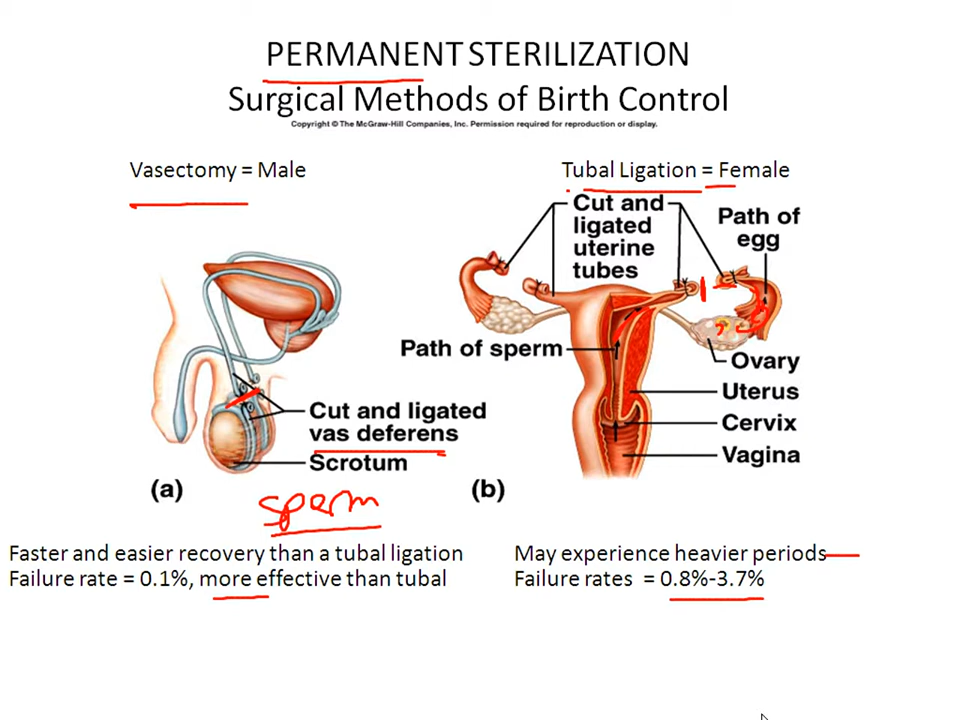 PERMANENT STERILIZATION
Surgical Methods of Birth Control
Copyright © The McGraw-Hill Companies, Inc. Permission required for reproduction or display.
Vasectomy = Male
Tubal Ligation = Female
Cut and
ligated
uterine
tubes
Path of
egg
Path of sperm
Ovary
Uterus
Cervix
Vagina
Cut and ligated
vas deferens
Scrotum
(a)
(b)
sperm
Faster and easier recovery than a tubal ligation
Failure rate = 0.1%, more effective than tubal
May experience heavier periods
Failure rates = 0.8%-3.7%